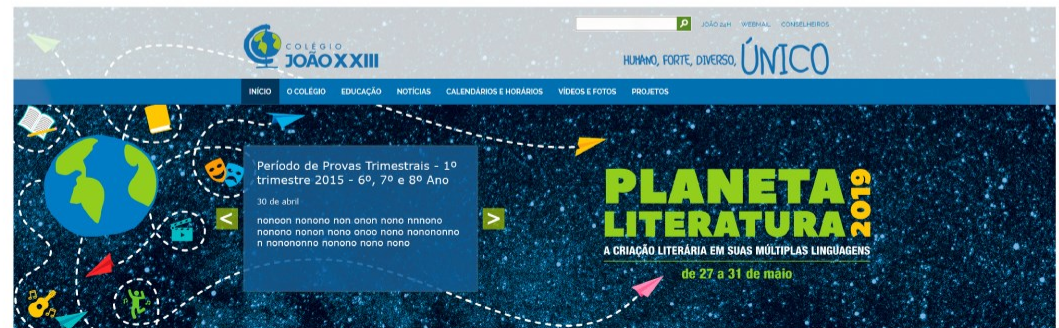 JOÃO 24H WEBMAIL CONSELHEIROS
COLÉGIO
JOÃO XXIII
HUMANO, FORTE, DIVERSO, ÚNICO
INÍCIO O COLÉGIO EDUCAÇÃO NOTÍCIAS CALENDÁRIOS E HORÁRIOS VÍDEOS E FOTOS PROJETOS
Período de Provas Trimestrais - 1º
trimestre 2015 - 6º, 7º e 8º Ano
30 de abril
nonoon nonono non onon nono nnnono
nonono nonon nono onoo nono nonononno
n nonononno nonono nono nono
<
>
PLANETA
LITERATURA
2019
A CRIAÇÃO LITERÁRIA EM SUAS MÚLTIPLAS LINGUAGENS
de 27 a 31 de maio